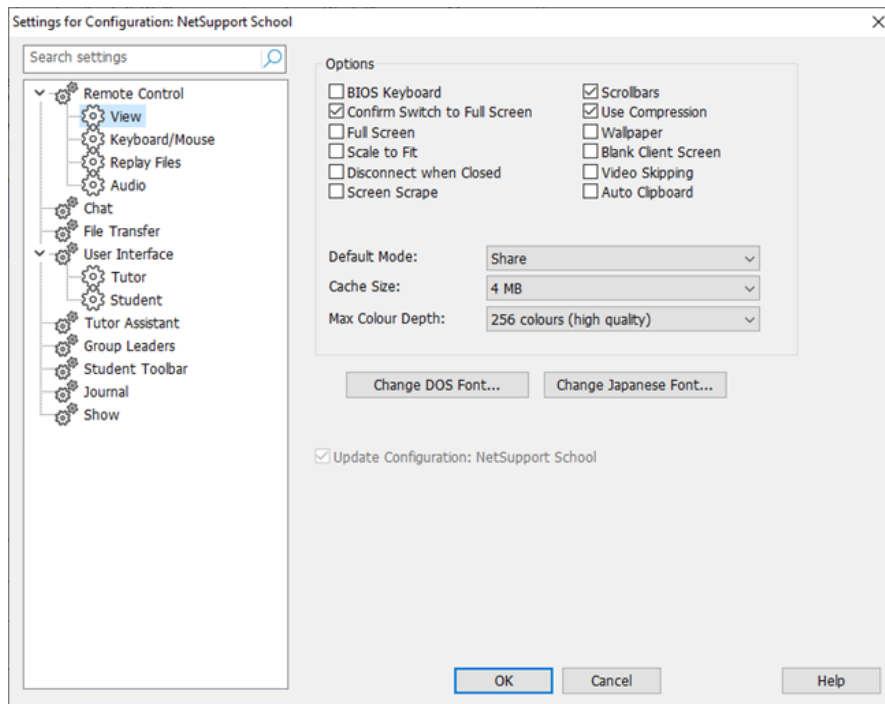 Settings for Configuration: NetSupport School
Search settings
Remote Control
View
Keyboard/Mouse
Replay Files
Audio
Chat
File Transfer
User Interface
Tutor
Student
Tutor Assistant
Group Leaders
Student Toolbar
Journal
Show
Options
BIOS Keyboard
Confirm Switch to Full Screen
Full Screen
Scale to Fit
Disconnect when Closed
Screen Scrape
Scrollbars
Use Compression
Wallpaper
Blank Client Screen
Video Skipping
Auto Clipboard
Default Mode: Share
Cache Size: 4 MB
Max Colour Depth: 256 colours (high quality)
Change DOS Font... Change Japanese Font...
Update Configuration: NetSupport School
OK Cancel Help